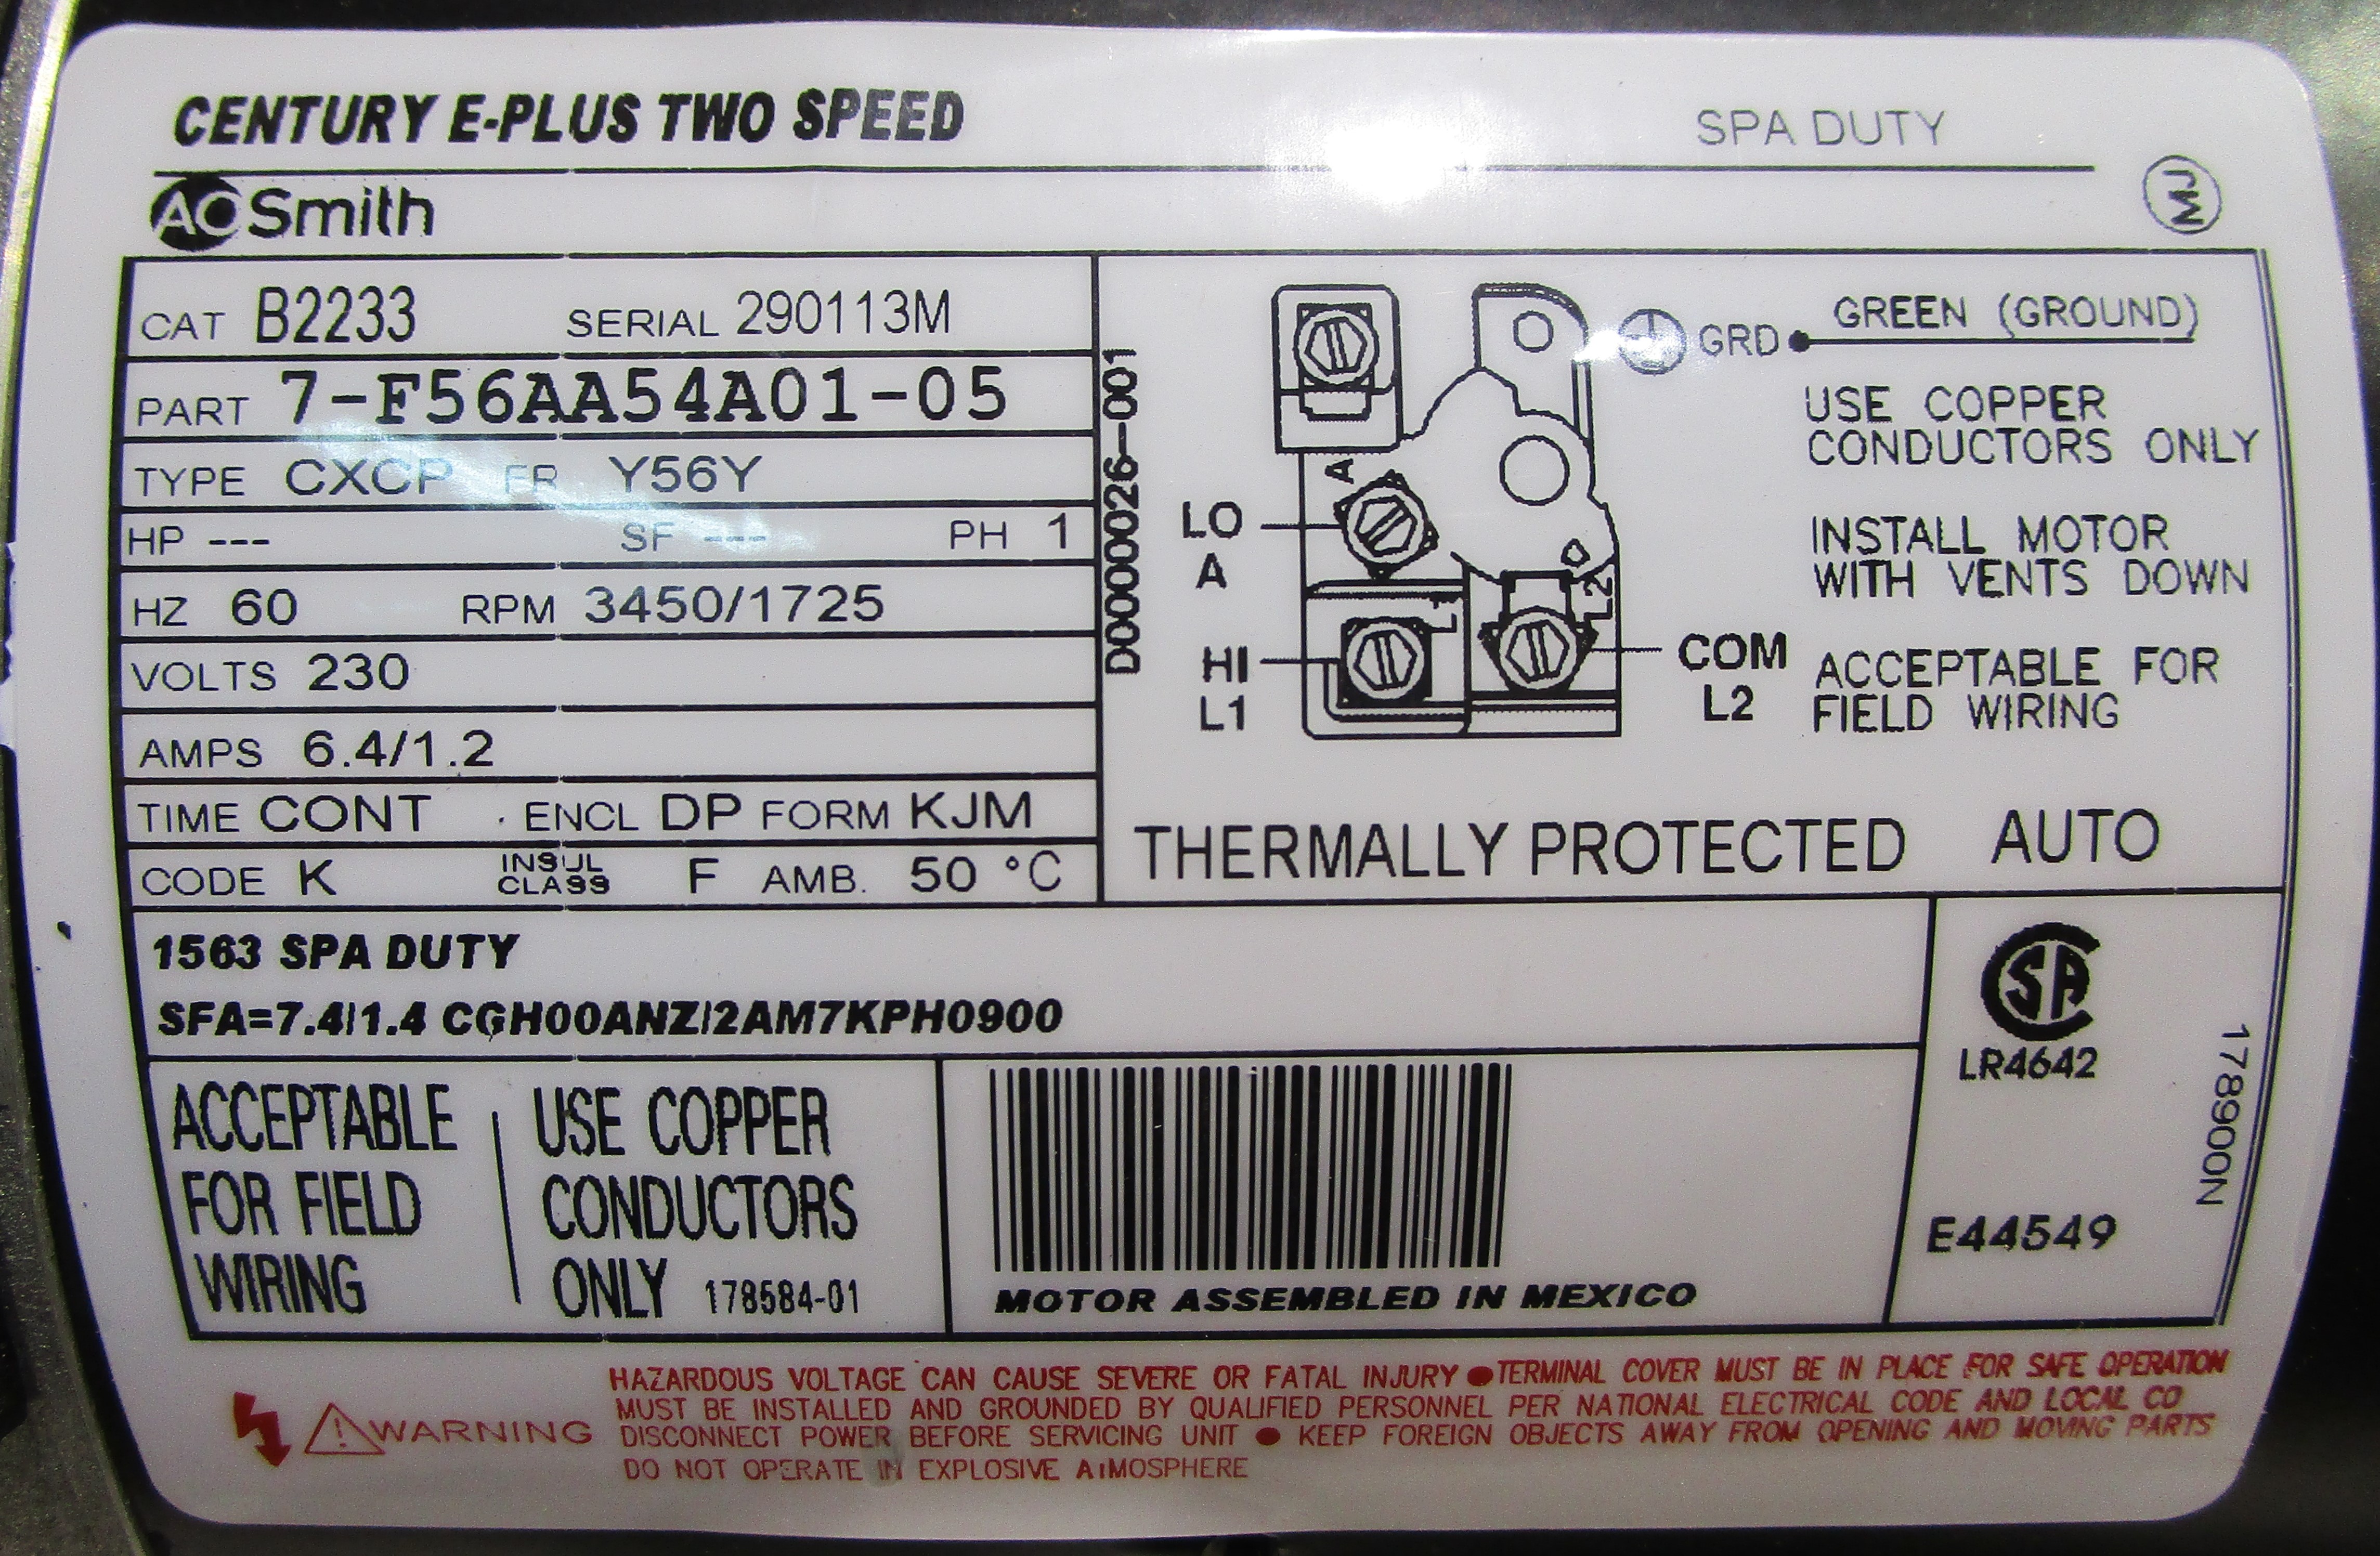 CENTURY E-PLUS TWO SPEED
SPA DUTY
AO Smith
CAT B2233 SERIAL 290113M
PART 7-F56AA54A01-05
TYPE CXCP FR Y56Y
HP --- SF --- PH 1
HZ 60 RPM 3450/1725
VOLTS 230
AMPS 6.4/1.2
TIME CONT ENCL DP FORM KJM
CODE K INSUL CLASS F AMB. 50 °C
D0000026-001
GRD GREEN (GROUND)
USE COPPER
CONDUCTORS ONLY
INSTALL MOTOR
WITH VENTS DOWN
ACCEPTABLE FOR
FIELD WIRING
A
LO
A
L1
L2
HI
L1
COM
L2
THERMALLY PROTECTED AUTO
1563 SPA DUTY
SFA=7.4/1.4 CGH00ANZ/2AM7KPH0900
ACCEPTABLE
FOR FIELD
WIRING
USE COPPER
CONDUCTORS
ONLY 178584-01
MOTOR ASSEMBLED IN MEXICO
SA
LR4642
E44549
178900N
WARNING
HAZARDOUS VOLTAGE CAN CAUSE SEVERE OR FATAL INJURY ● TERMINAL COVER MUST BE IN PLACE FOR SAFE OPERATION
MUST BE INSTALLED AND GROUNDED BY QUALIFIED PERSONNEL PER NATIONAL ELECTRICAL CODE AND LOCAL CO
DISCONNECT POWER BEFORE SERVICING UNIT ● KEEP FOREIGN OBJECTS AWAY FROM OPENING AND MOVING PARTS
DO NOT OPERATE IN EXPLOSIVE ATMOSPHERE